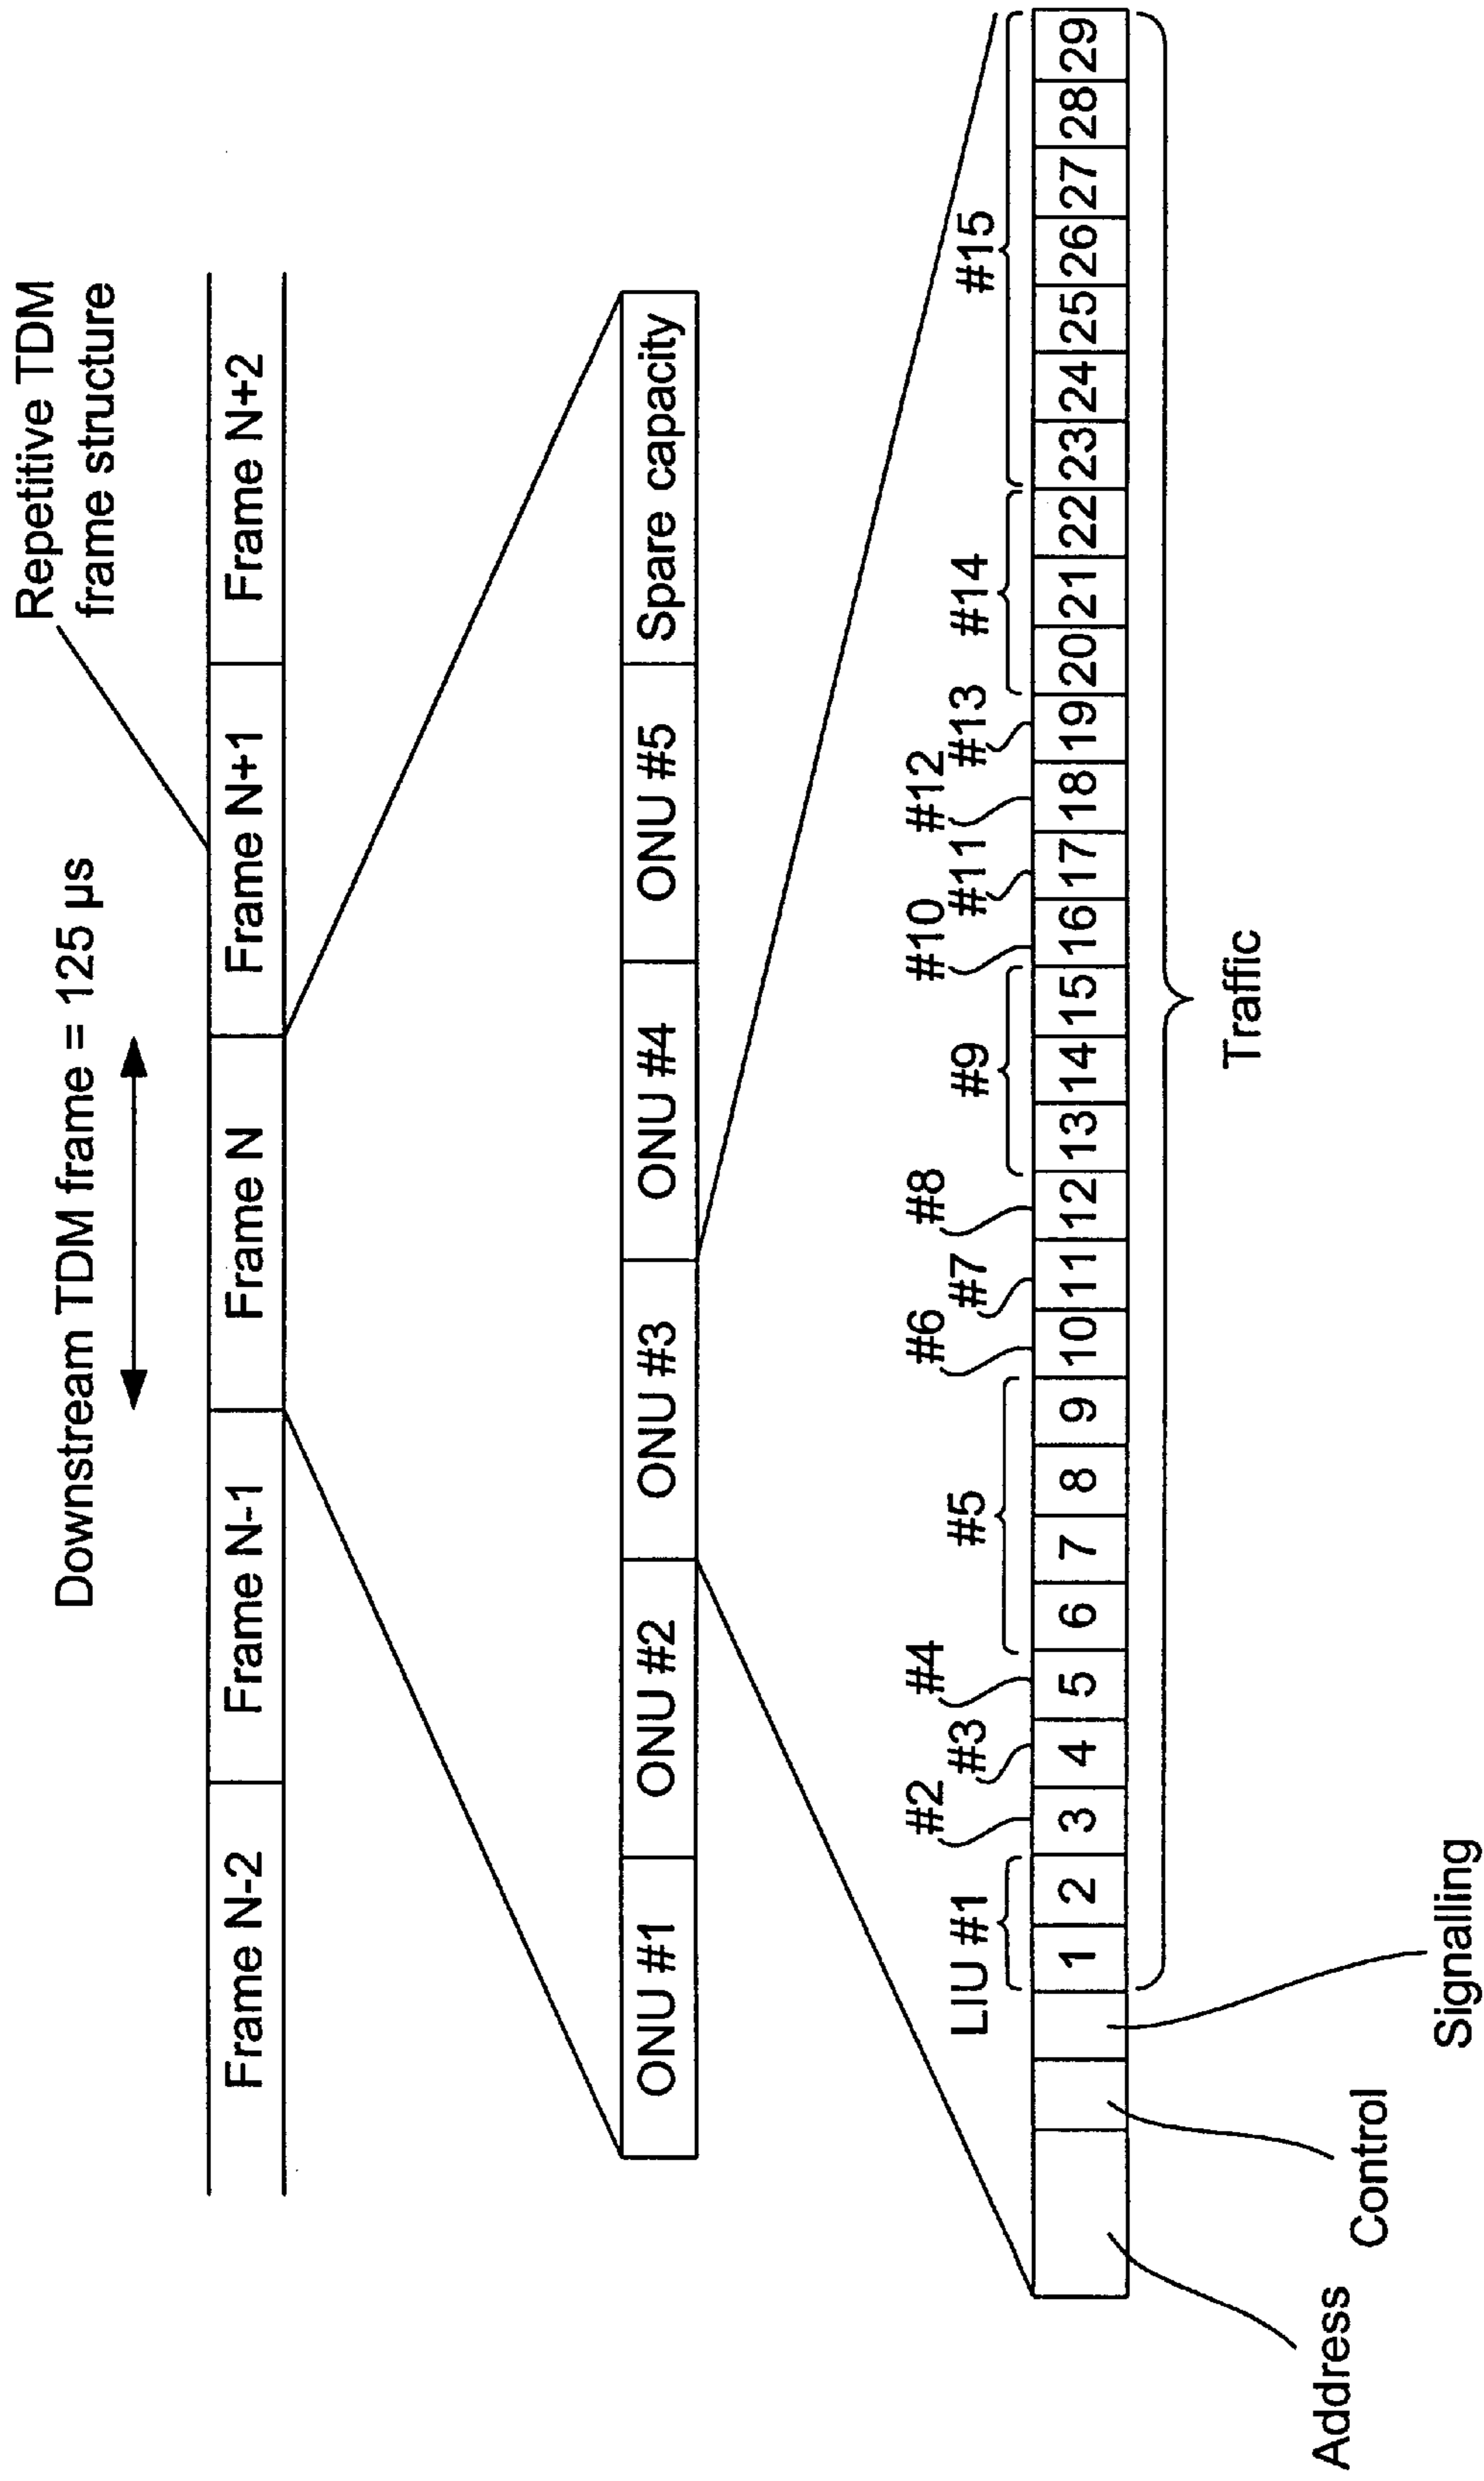 Repetitive TDM
frame structure
Downstream TDM frame = 125 µs
Frame N-2 Frame N-1 Frame N Frame N+1 Frame N+2
ONU #1 ONU #2 ONU #3 ONU #4 ONU #5 Spare capacity
LIU #1 #2 #3 #4 #5 #6 #7 #8 #9 #10 #11 #12 #13 #14 #15
1 2 3 4 5 6 7 8 9 10 11 12 13 14 15 16 17 18 19 20 21 22 23 24 25 26 27 28 29
Traffic
Address
Control
Signalling